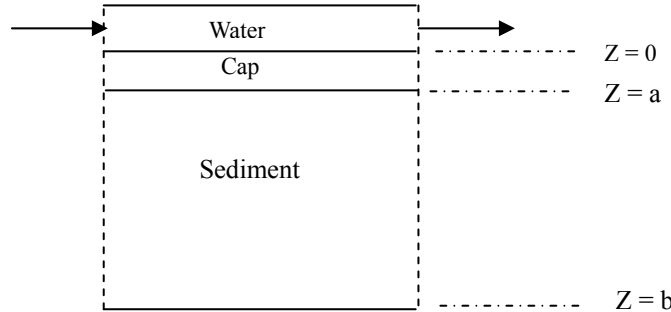 Water
Z = 0
Cap
Z = a
Sediment
Z = b